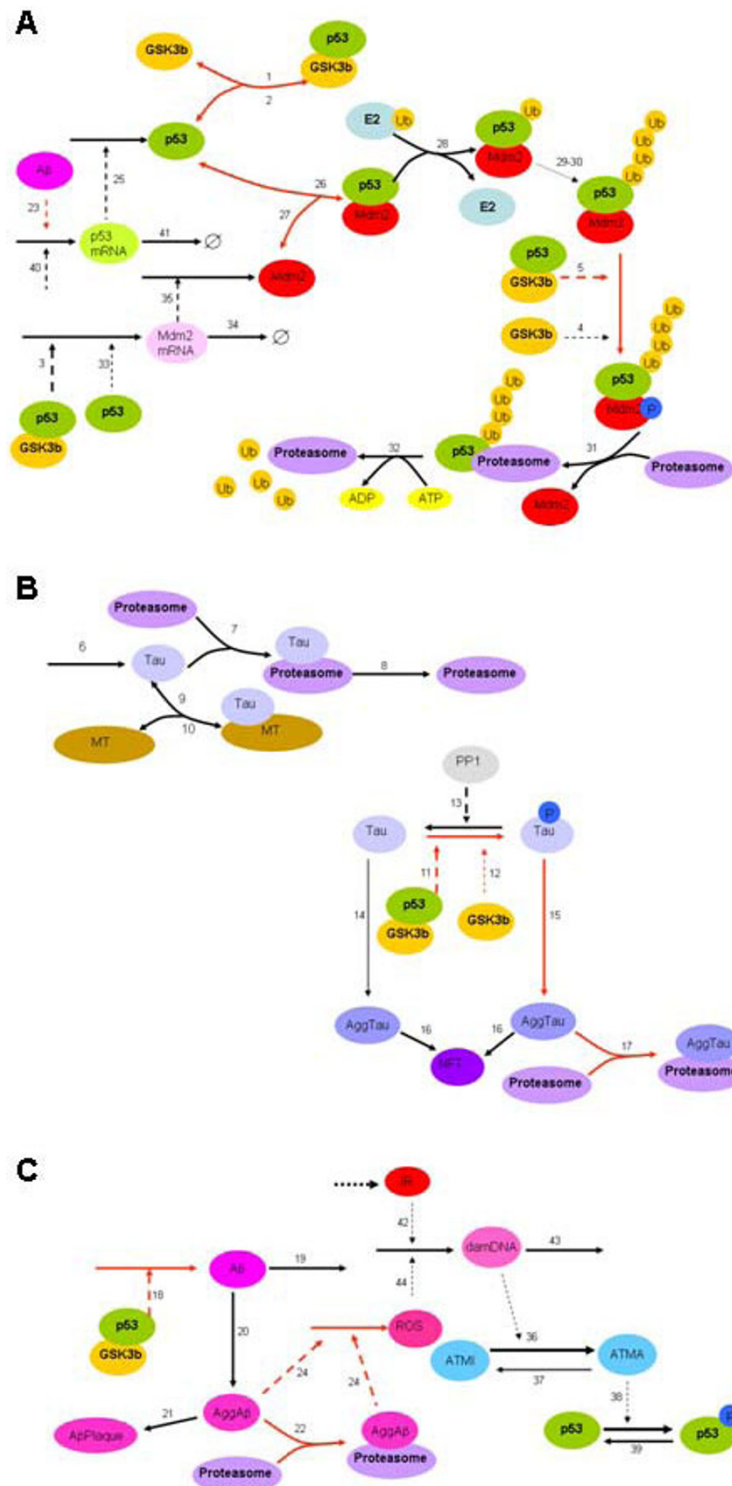 A
GSK3b
p53
GSK3b
1
2
p53
Aβ
23
25
p53
mRNA
40
41
26
27
p53
Mdm2
E2
Ub
28
p53
Mdm2
Ub
E2
29-30
Ub
Ub
Ub
Ub
p53
Mdm2
Mdm2
35
Mdm2
mRNA
34
3
33
p53
GSK3b
p53
p53
GSK3b
5
GSK3b
4
Ub
Ub
Ub
Ub
p53
Mdm2
P
31
Proteasome
Mdm2
Ub
Ub
Ub
Ub
p53
Proteasome
32
ADP
ATP
Proteasome
Ub
Ub
Ub
Ub
B
Proteasome
6
Tau
7
Tau
Proteasome
8
Proteasome
9
10
MT
Tau
MT
PP1
13
Tau
P
Tau
11
12
p53
GSK3b
GSK3b
14
15
AggTau
16
16
AggTau
NFT
17
Proteasome
AggTau
Proteasome
C
IR
42
damDNA
43
44
18
Aβ
19
p53
GSK3b
20
ROS
24
24
36
ATMI
ATMA
37
38
p53
p53
P
39
AggAβ
21
AβPlaque
22
AggAβ
Proteasome
Proteasome